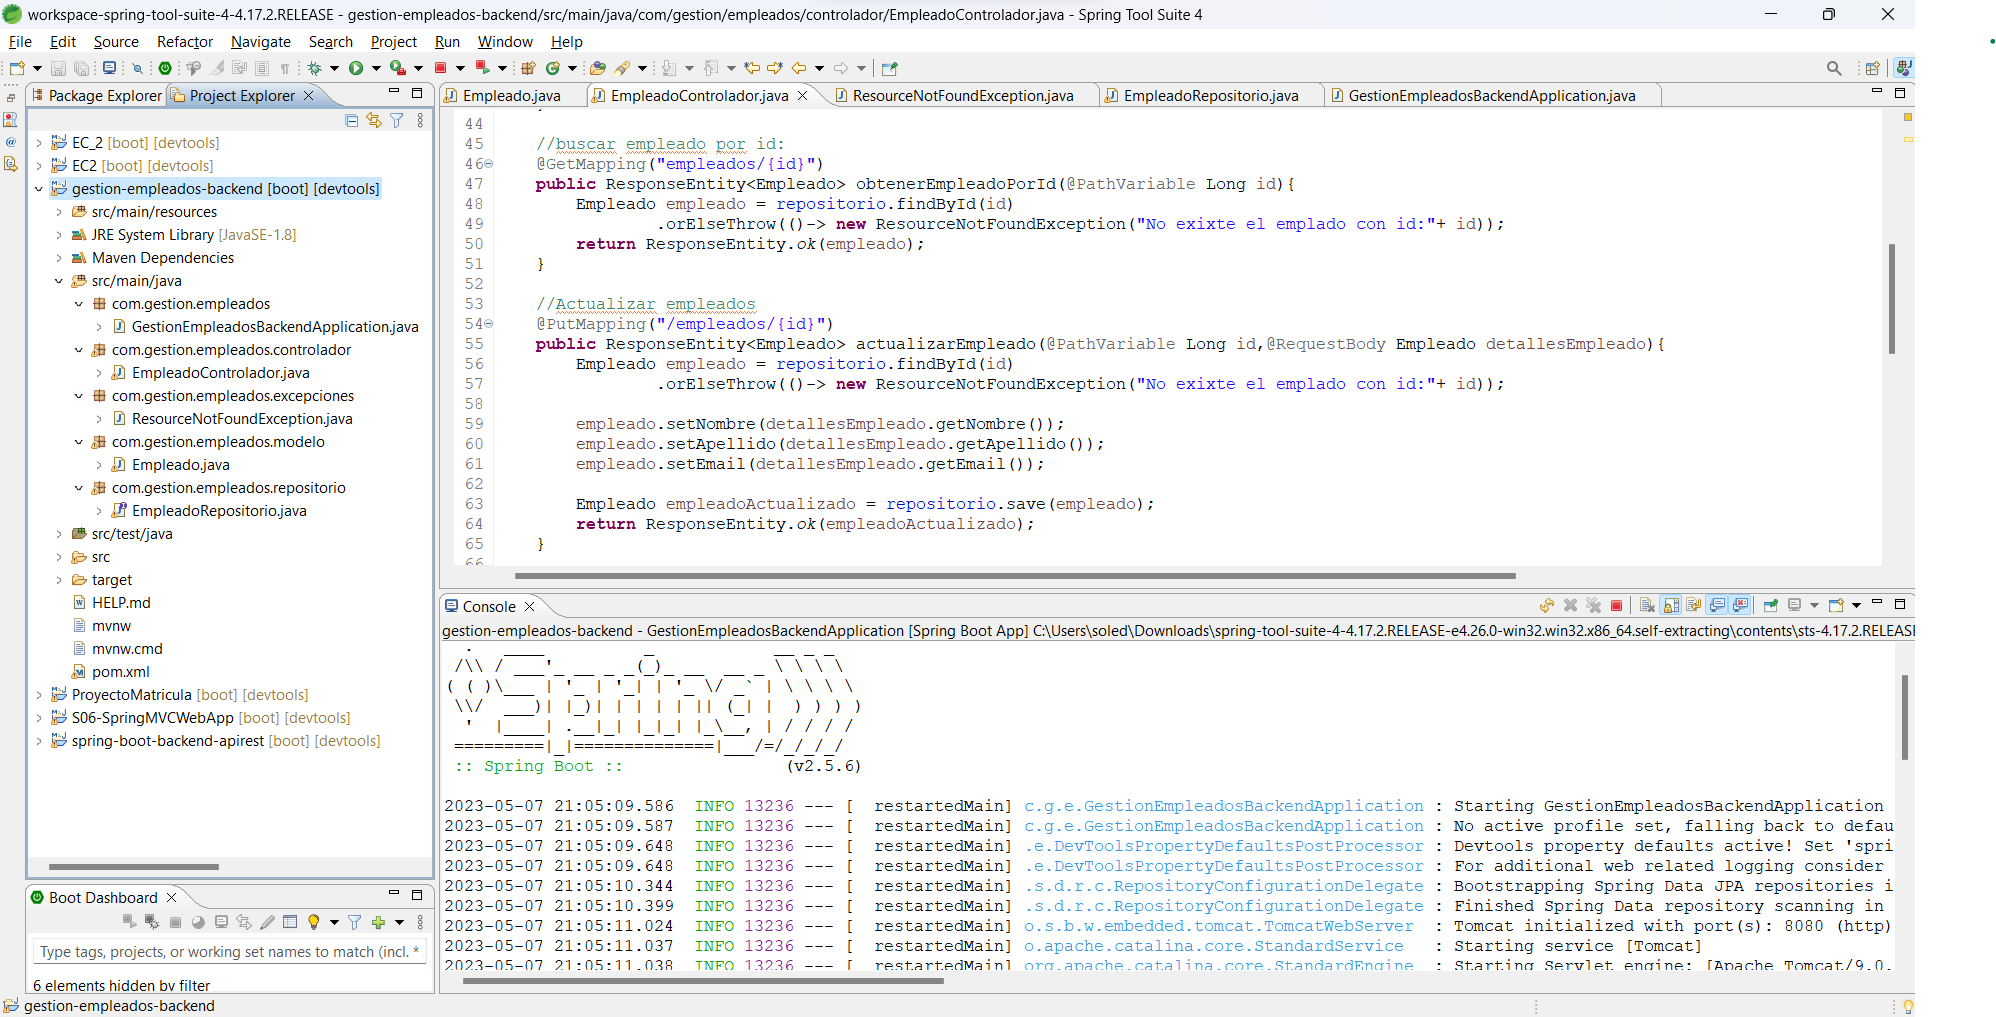 workspace-spring-tool-suite-4-4.17.2.RELEASE - gestion-empleados-backend/src/main/java/com/gestion/empleados/controlador/EmpleadoControlador.java - Spring Tool Suite 4
File Edit Source Refactor Navigate Search Project Run Window Help
Package Explorer Project Explorer
EC_2 [boot] [devtools]
EC2 [boot] [devtools]
gestion-empleados-backend [boot] [devtools]
src/main/resources
JRE System Library [JavaSE-1.8]
Maven Dependencies
src/main/java
com.gestion.empleados
GestionEmpleadosBackendApplication.java
com.gestion.empleados.controlador
EmpleadoControlador.java
com.gestion.empleados.excepciones
ResourceNotFoundException.java
com.gestion.empleados.modelo
Empleado.java
com.gestion.empleados.repositorio
EmpleadoRepositorio.java
src/test/java
src
target
HELP.md
mvnw
mvnw.cmd
pom.xml
ProyectoMatricula [boot] [devtools]
S06-SpringMVCWebApp [boot] [devtools]
spring-boot-backend-apirest [boot] [devtools]
Boot Dashboard
Type tags, projects, or working set names to match (incl. *
6 elements hidden by filter
gestion-empleados-backend
Empleado.java EmpleadoControlador.java ResourceNotFoundException.java EmpleadoRepositorio.java GestionEmpleadosBackendApplication.java
44
45 //buscar empleado por id:
46 @GetMapping("empleados/{id}")
47 public ResponseEntity<Empleado> obtenerEmpleadoPorId(@PathVariable Long id){
48 Empleado empleado = repositorio.findById(id)
49 .orElseThrow(()-> new ResourceNotFoundException("No exixte el emplado con id:"+ id));
50 return ResponseEntity.ok(empleado);
51 }
52
53 //Actualizar empleados
54 @PutMapping("/empleados/{id}")
55 public ResponseEntity<Empleado> actualizarEmpleado(@PathVariable Long id,@RequestBody Empleado detallesEmpleado){
56 Empleado empleado = repositorio.findById(id)
57 .orElseThrow(()-> new ResourceNotFoundException("No exixte el emplado con id:"+ id));
58
59 empleado.setNombre(detallesEmpleado.getNombre());
60 empleado.setApellido(detallesEmpleado.getApellido());
61 empleado.setEmail(detallesEmpleado.getEmail());
62
63 Empleado empleadoActualizado = repositorio.save(empleado);
64 return ResponseEntity.ok(empleadoActualizado);
65 }
66
Console
gestion-empleados-backend - GestionEmpleadosBackendApplication [Spring Boot App] C:\Users\soled\Downloads\spring-tool-suite-4-4.17.2.RELEASE-e4.26.0-win32.win32.x86_64.self-extracting\contents\sts-4.17.2.RELEASE
:: Spring Boot :: (v2.5.6)
2023-05-07 21:05:09.586 INFO 13236 --- [ restartedMain] c.g.e.GestionEmpleadosBackendApplication : Starting GestionEmpleadosBackendApplication
2023-05-07 21:05:09.587 INFO 13236 --- [ restartedMain] c.g.e.GestionEmpleadosBackendApplication : No active profile set, falling back to defau
2023-05-07 21:05:09.648 INFO 13236 --- [ restartedMain] .e.DevToolsPropertyDefaultsPostProcessor : Devtools property defaults active! Set 'spri
2023-05-07 21:05:09.648 INFO 13236 --- [ restartedMain] .e.DevToolsPropertyDefaultsPostProcessor : For additional web related logging consider
2023-05-07 21:05:10.344 INFO 13236 --- [ restartedMain] .s.d.r.c.RepositoryConfigurationDelegate : Bootstrapping Spring Data JPA repositories i
2023-05-07 21:05:10.399 INFO 13236 --- [ restartedMain] .s.d.r.c.RepositoryConfigurationDelegate : Finished Spring Data repository scanning in
2023-05-07 21:05:11.024 INFO 13236 --- [ restartedMain] o.s.b.w.embedded.tomcat.TomcatWebServer : Tomcat initialized with port(s): 8080 (http)
2023-05-07 21:05:11.037 INFO 13236 --- [ restartedMain] o.apache.catalina.core.StandardService : Starting service [Tomcat]
2023-05-07 21:05:11.038 INFO 13236 --- [ restartedMain] org.apache.catalina.core.StandardEngine : Starting Servlet engine: [Apache Tomcat/9.0.